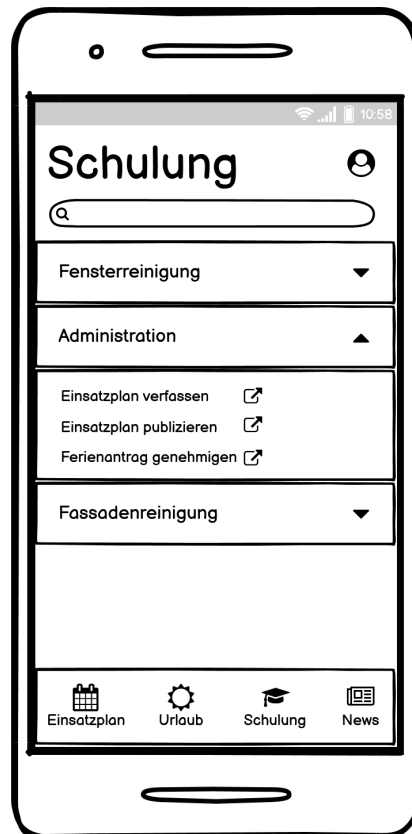 10:58
Schulung
Fensterreinigung
Administration
Einsatzplan verfassen
Einsatzplan publizieren
Ferienantrag genehmigen
Fassadenreinigung
Einsatzplan Urlaub Schulung News